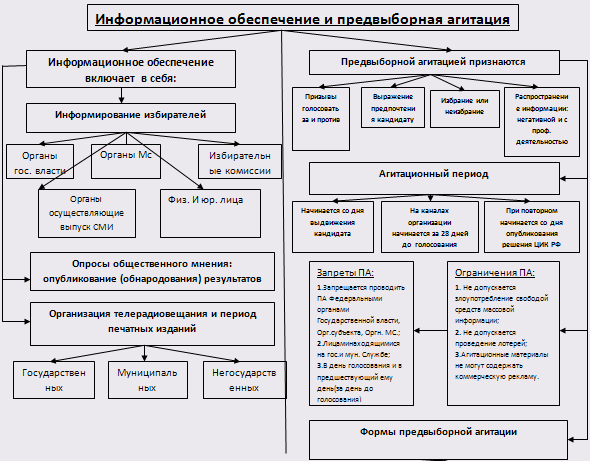 Информационное обеспечение и предвыборная агитация
Информационное обеспечение
включает в себя:
Информирование избирателей
Органы
гос. власти
Органы Мс
Избирательн
ые комиссии
Органы
осуществляющие
выпуск СМИ
Физ. И юр. лица
Опросы общественного мнения:
опубликование (обнародования) результатов
Организация телерадиовещания и период
печатных изданий
Государствен
ных
Муниципаль
ных
Негосударств
енных
Предвыборной агитацией признаются
Призывы
голосовать
за и против
Выражение
предпочтени
я кандидату
Избрание или
неизбрание
Распространени
е информации:
негативной и с
проф.
деятельностью
Агитационный период
Начинается со дня
выдвижения
кандидата
На каналах
организации
начинается за 28 дней
до голосования
При повторном
начинается со дня
опубликования
решения ЦИК РФ
Запреты ПА:
1.Запрещается проводить
ПА Федеральными
органами
Государственной власти,
Орг.субъекта, Оргн. МС.;
2.Лицаминаходящимися
на гос.и мун. Службе;
3.В день голосования и в
предшествующий ему
день(за день до
голосования)
Ограничения ПА:
1. Не допускается
злоупотребление свободой
средств массовой
информации;
2. Не допускается
проведение лотерей;
3.Агитационные материалы
не могут содержать
коммерческую рекламу.
Формы предвыборной агитации